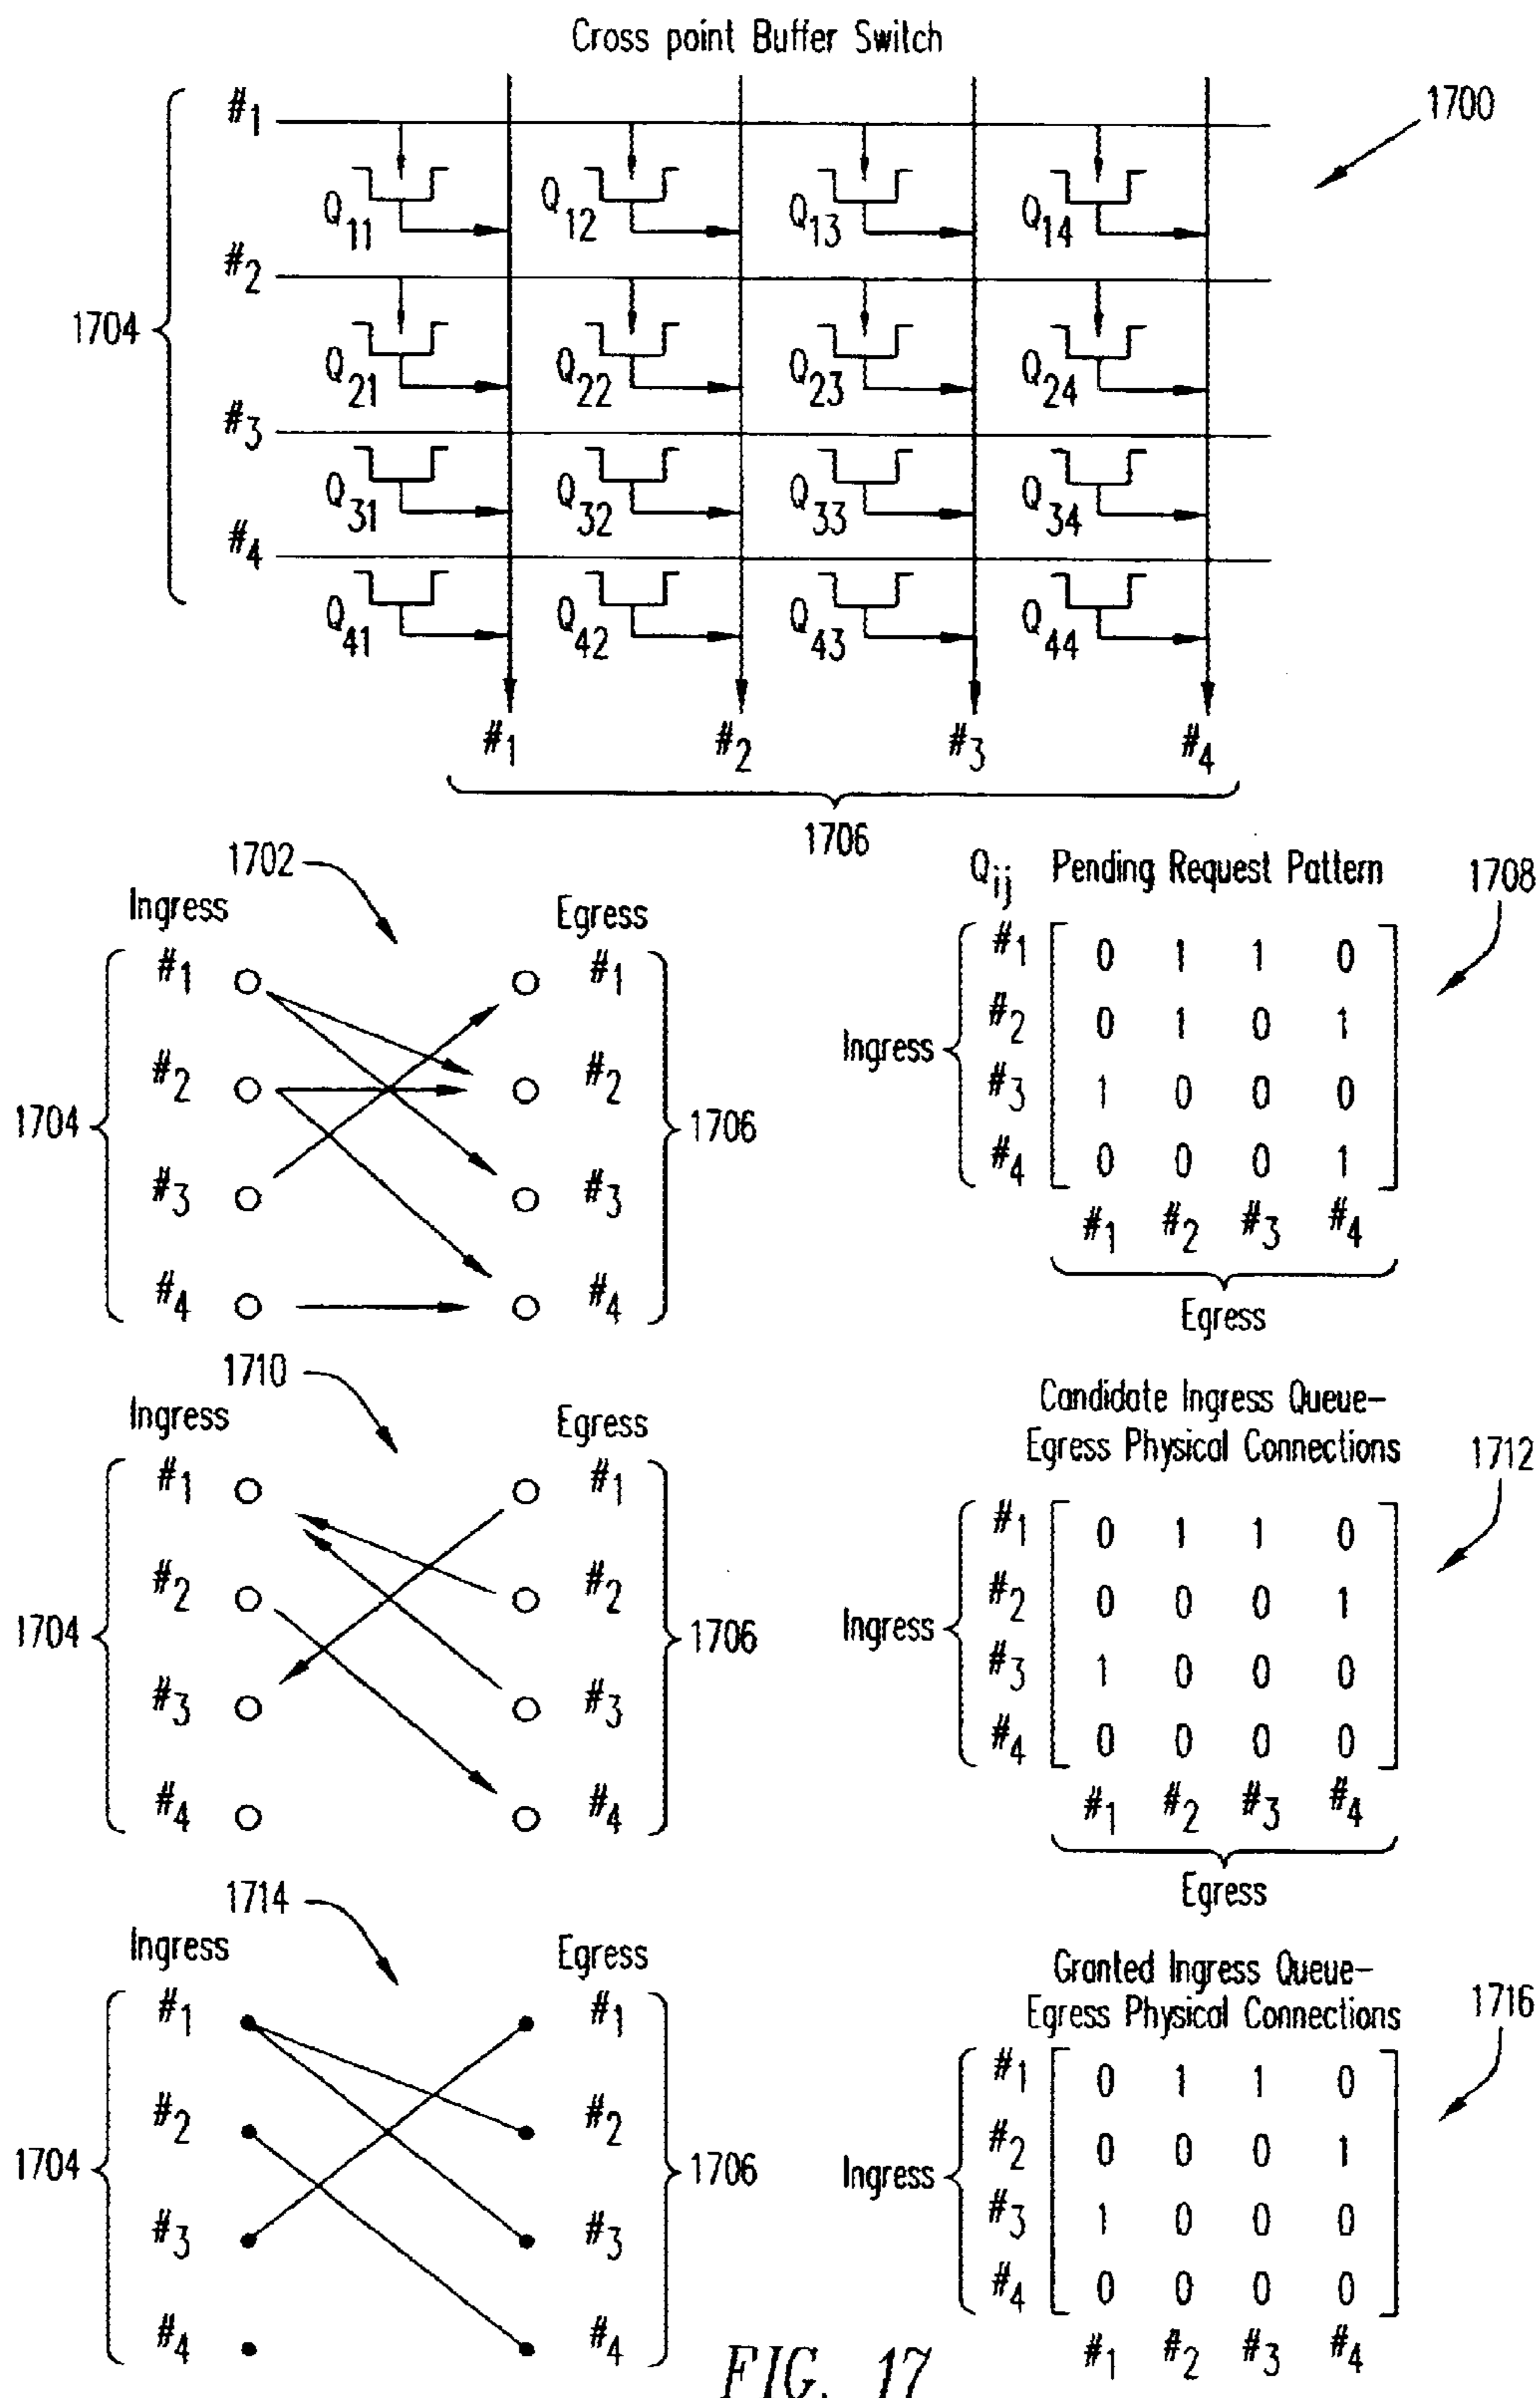 Cross point Buffer Switch
1700
#1
Q11 Q12 Q13 Q14
#2
1704
Q21 Q22 Q23 Q24
#3
Q31 Q32 Q33 Q34
#4
Q41 Q42 Q43 Q44
#1 #2 #3 #4
1706
1702
Ingress Egress
#1 #1
#2 #2
1704 1706
#3 #3
#4 #4
Qij Pending Request Pattern
1708
#1 0 1 1 0
#2 0 1 0 1
Ingress
#3 1 0 0 0
#4 0 0 0 1
#1 #2 #3 #4
Egress
1710
Ingress Egress
#1 #1
#2 #2
1704 1706
#3 #3
#4 #4
Candidate Ingress Queue-
Egress Physical Connections
1712
#1 0 1 1 0
#2 0 0 0 1
Ingress
#3 1 0 0 0
#4 0 0 0 0
#1 #2 #3 #4
Egress
1714
Ingress Egress
#1 #1
#2 #2
1704 1706
#3 #3
#4 #4
Granted Ingress Queue-
Egress Physical Connections
1716
#1 0 1 1 0
#2 0 0 0 1
Ingress
#3 1 0 0 0
#4 0 0 0 0
#1 #2 #3 #4
FIG. 17